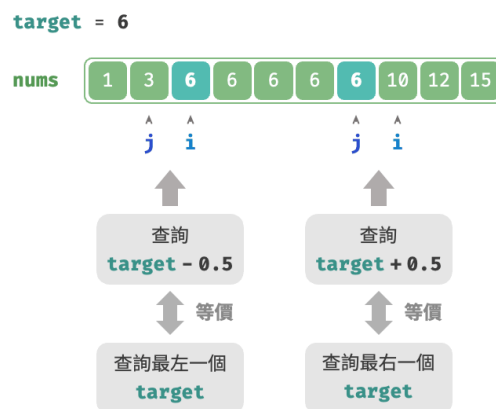 target = 6
nums 1 3 6 6 6 6 6 10 12 15
j i j i
查詢 查詢
target - 0.5 target + 0.5
等價 等價
查詢最左一個 查詢最右一個
target target